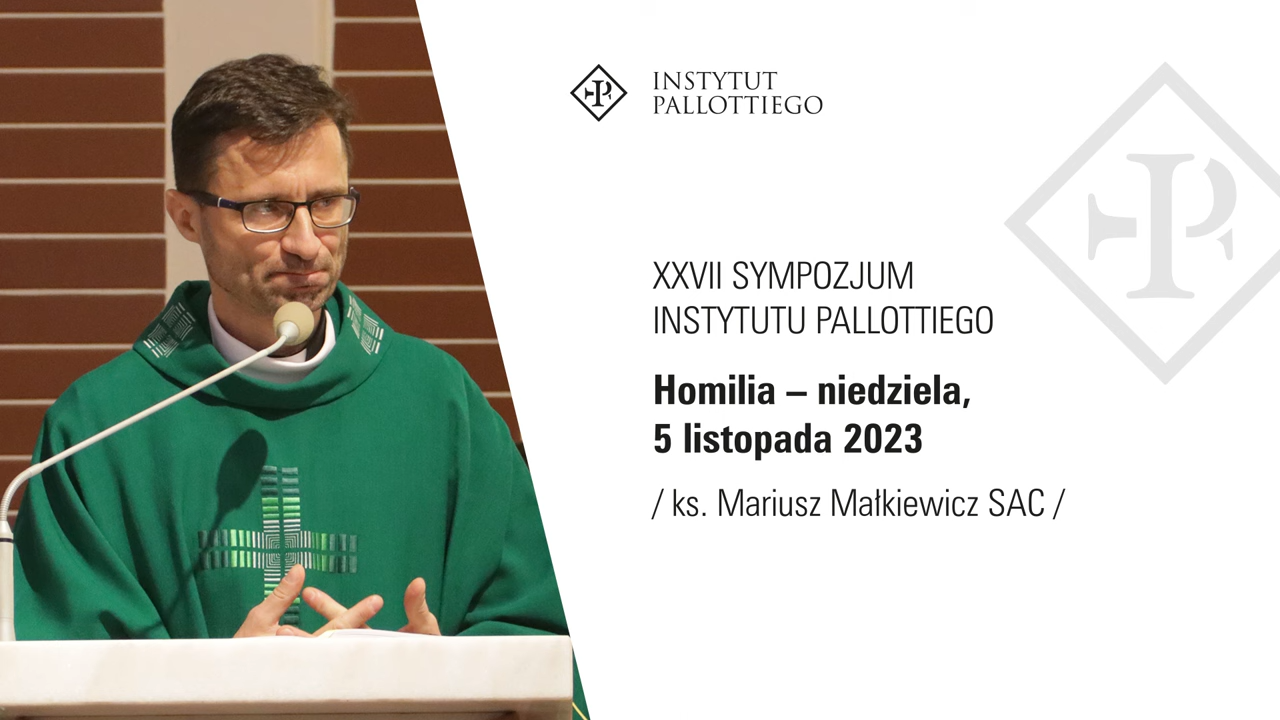 INSTYTUT
PALLOTTIEGO
XXVII SYMPOZJUM
INSTYTUTU PALLOTTIEGO
Homilia – niedziela,
5 listopada 2023
/ ks. Mariusz Małkiewicz SAC /